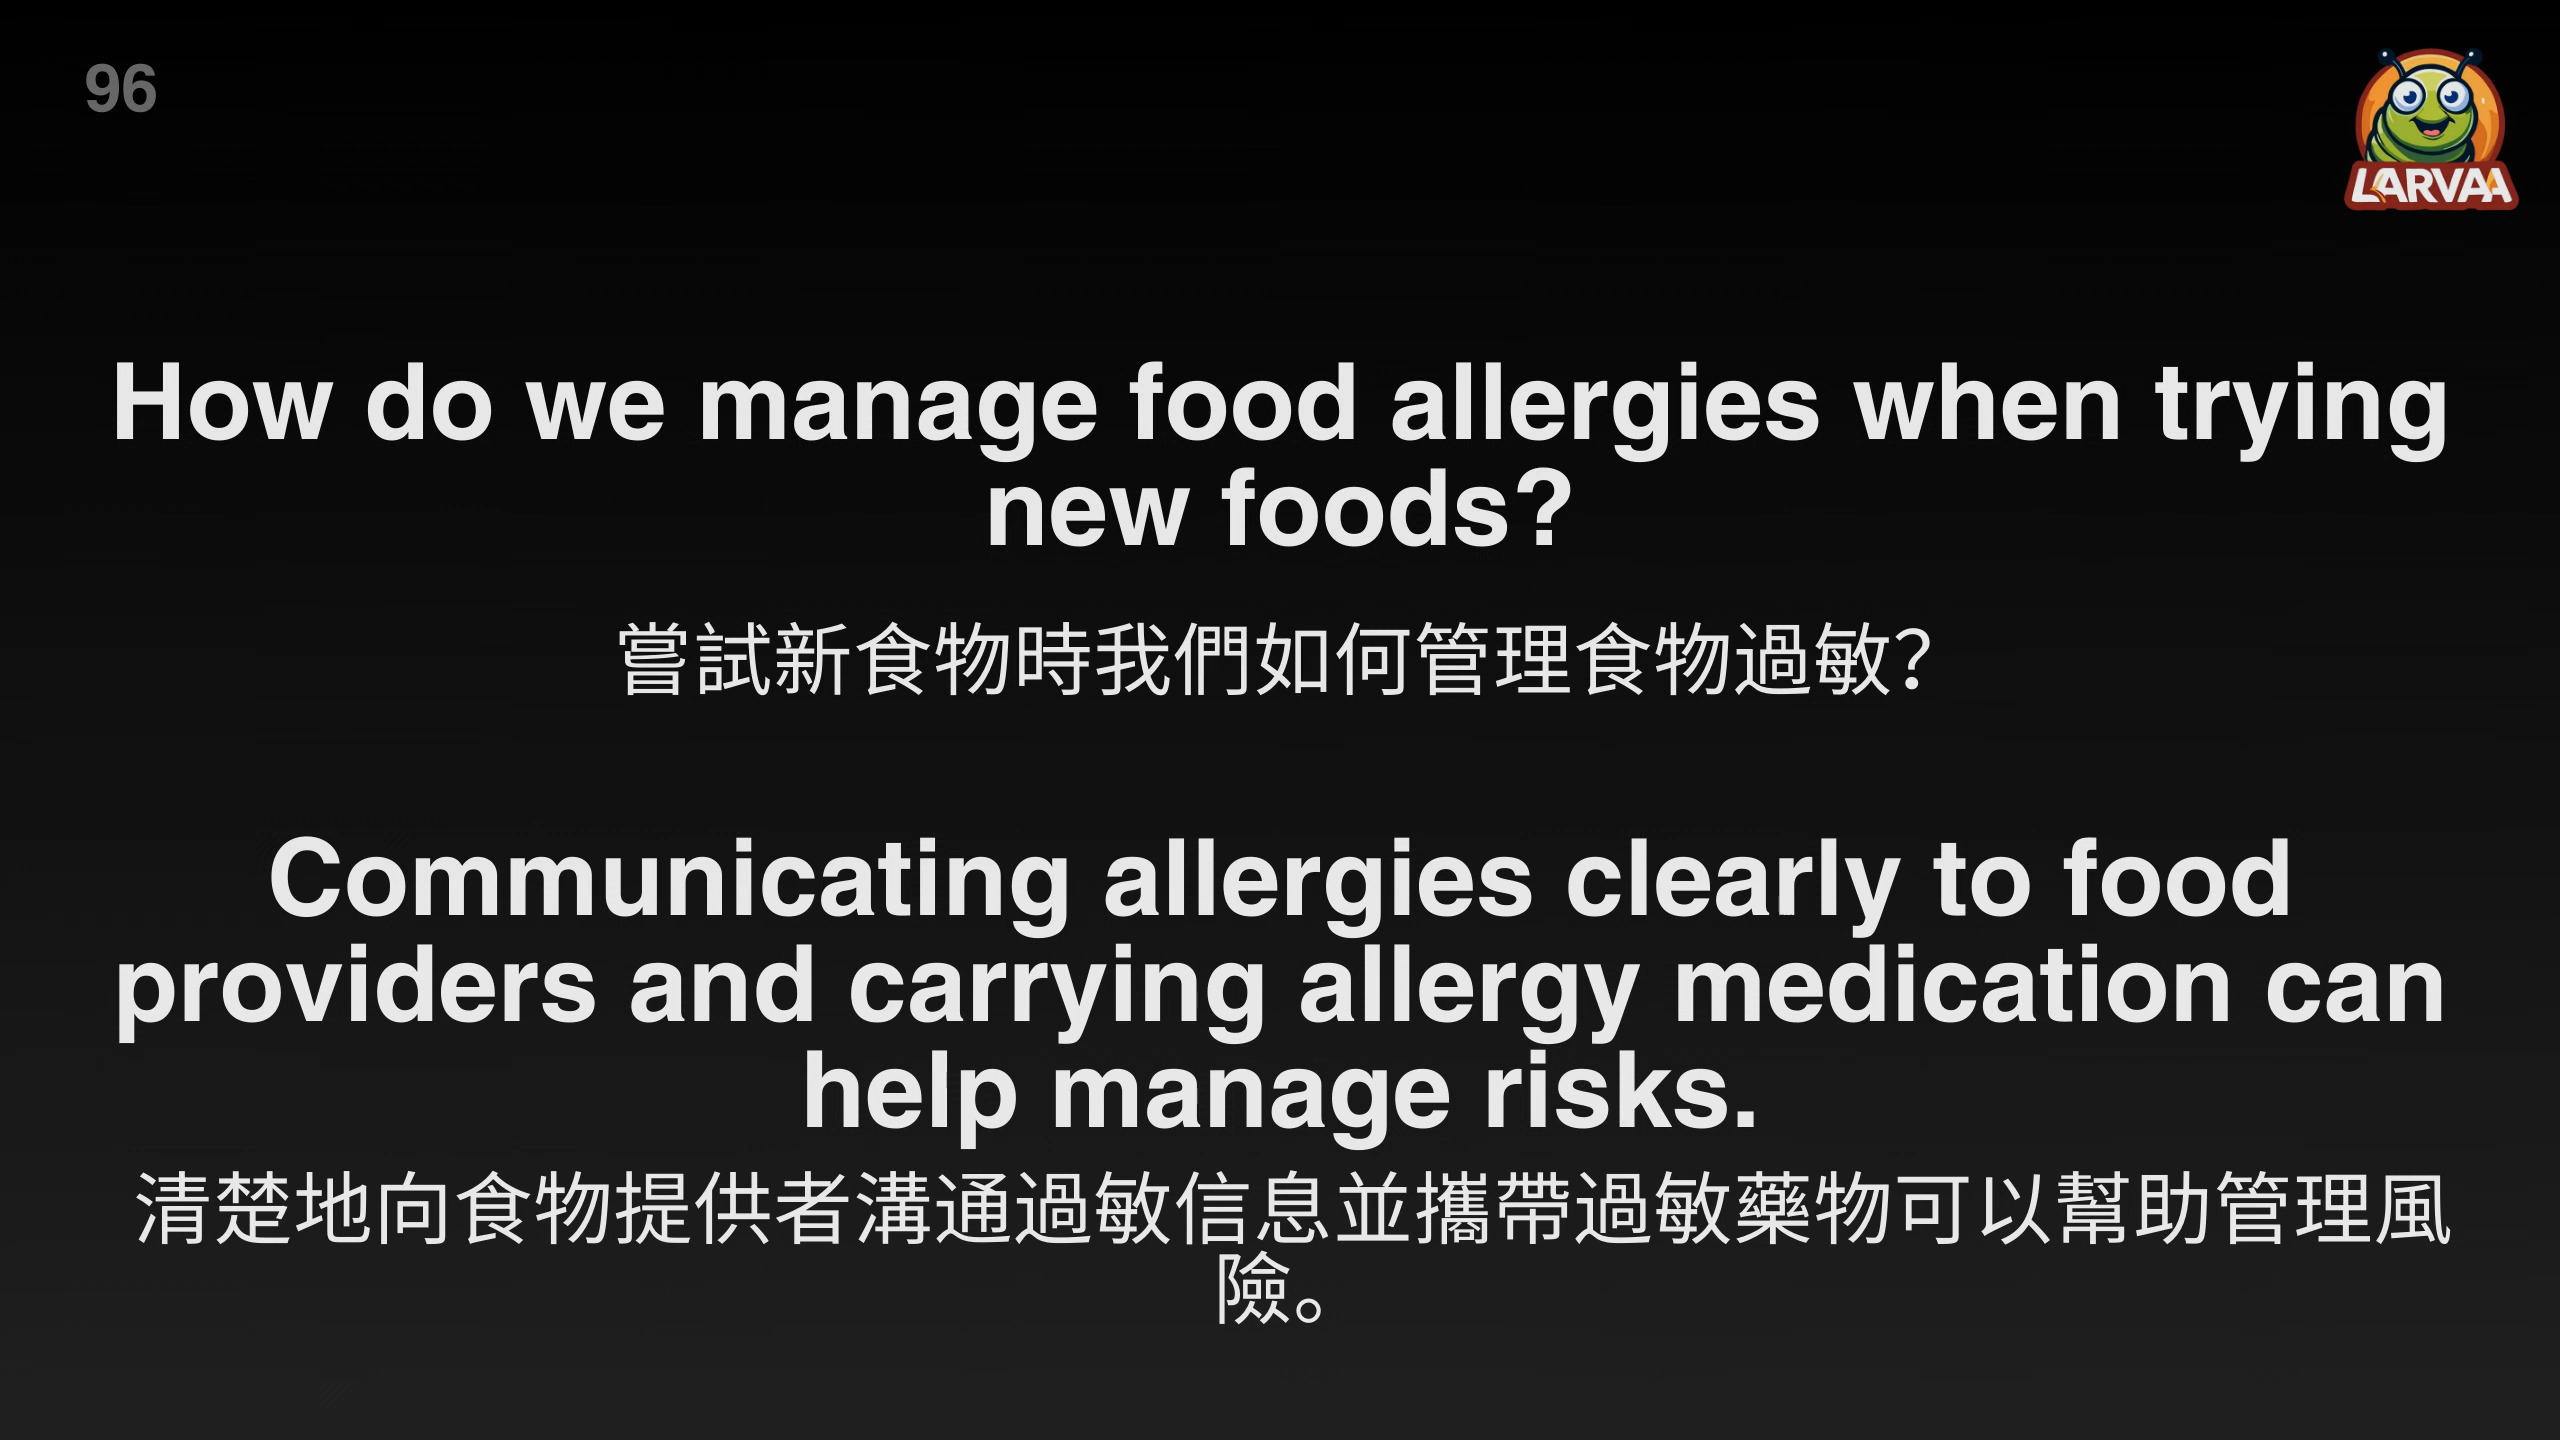 96
LARVAA
How do we manage food allergies when trying
new foods?
嘗試新食物時我們如何管理食物過敏?
Communicating allergies clearly to food
providers and carrying allergy medication can
help manage risks.
清楚地向食物提供者溝通過敏信息並攜帶過敏藥物可以幫助管理風
險。